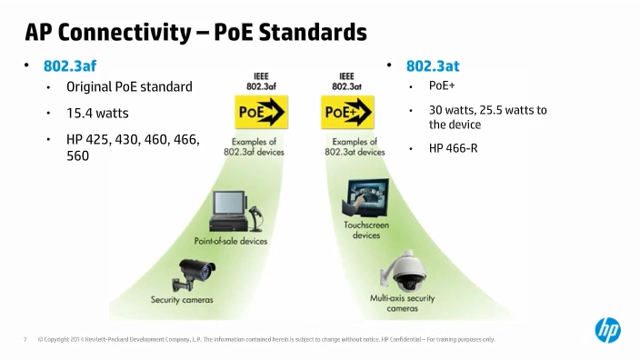 AP Connectivity – PoE Standards
• 802.3af
• Original PoE standard
• 15.4 watts
• HP 425, 430, 460, 466,
560
IEEE
802.3af
PoE
Examples of
802.3af devices
Point-of-sale devices
Security cameras
IEEE
802.3at
PoE+
Examples of
802.3at devices
Touchscreen
devices
Multi-axis security
cameras
• 802.3at
• PoE+
• 30 watts, 25.5 watts to
the device
• HP 466-R
7 © Copyright 2014 Hewlett-Packard Development Company, L.P. The information contained herein is subject to change without notice. HP Confidential – For training purposes only.
hp